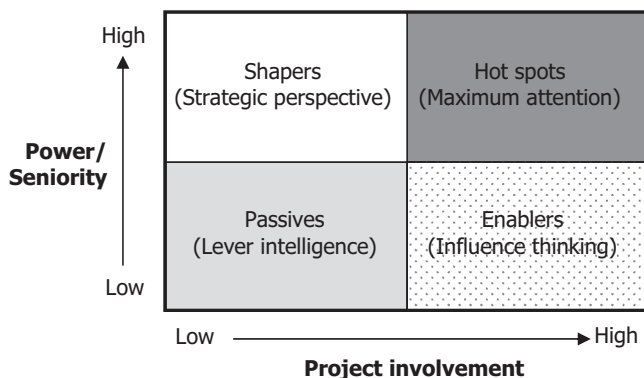 High
Shapers
(Strategic perspective)
Hot spots
(Maximum attention)
Power/
Seniority
Passives
(Lever intelligence)
Enablers
(Influence thinking)
Low
Low
High
Project involvement